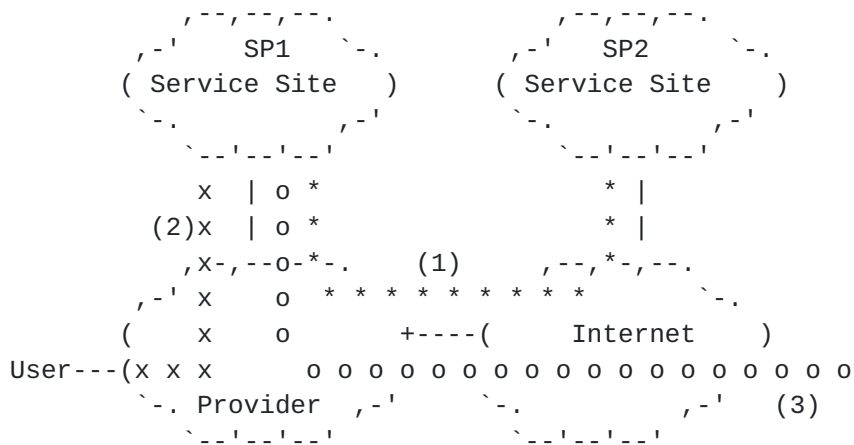 ,--,--,--.              ,--,--,--.
    ,-'    SP1   `-.        ,-'    SP2     `-.
   ( Service Site   )      ( Service Site    )
    `-.          ,-'        `-.          ,-'
       `--'--'--'              `--'--'--'
        x  | o *                  * |
     (2)x  | o *                  * |
       ,x-,--o-*-.    (1)     ,--,*-,--.
    ,-' x    o  * * * * * * * * *       `-.
   (    x    o       +----(     Internet    )
User---(x x x      o o o o o o o o o o o o o o o o o o
    `-. Provider  ,-'     `-.            ,-'   (3)
       `--'--'--'            `--'--'--'